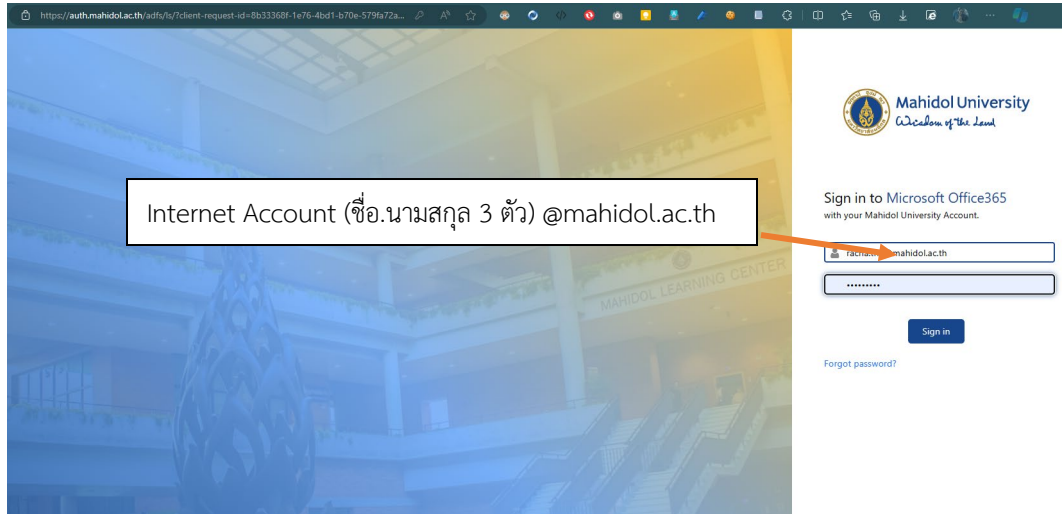 https://auth.mahidol.ac.th/adfs/ls/?client-request-id=8b33368f-1e76-4bd1-b70e-579fa72a...
Mahidol University
Wisdom of the Land
Internet Account (ชื่อ.นามสกุล 3 ตัว) @mahidol.ac.th
Sign in to Microsoft Office365
with your Mahidol University Account.
mahidol.ac.th
•••••••••
MAHIDOL LEARNING CENTER
Sign in
Forgot password?